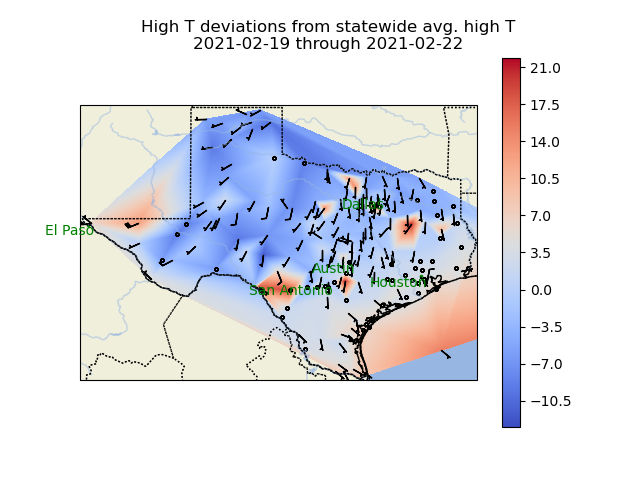 High T deviations from statewide avg. high T
2021-02-19 through 2021-02-22
21.0
17.5
14.0
10.5
7.0
3.5
0.0
−3.5
−7.0
−10.5
Dallas
El Paso
Austin
San Antonio
Houston